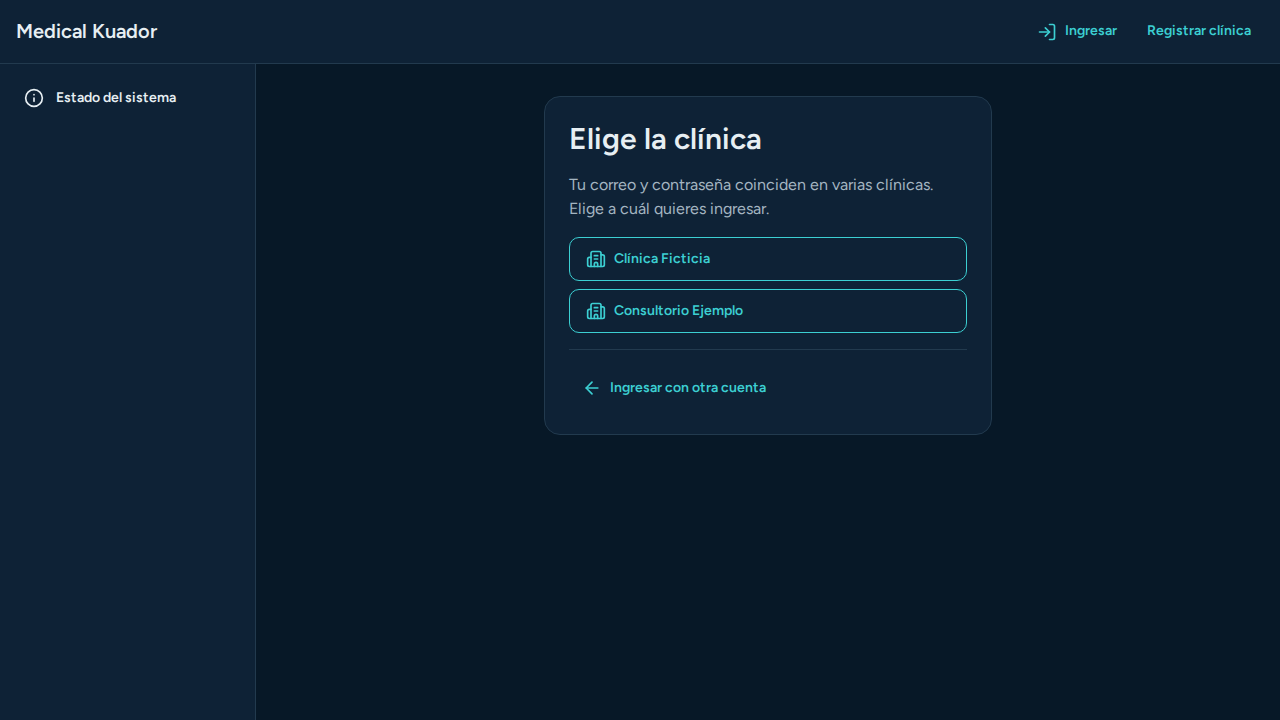 Medical Kuador
Ingresar
Registrar clínica
Estado del sistema
Elige la clínica
Tu correo y contraseña coinciden en varias clínicas.
Elige a cuál quieres ingresar.
Clínica Ficticia
Consultorio Ejemplo
Ingresar con otra cuenta